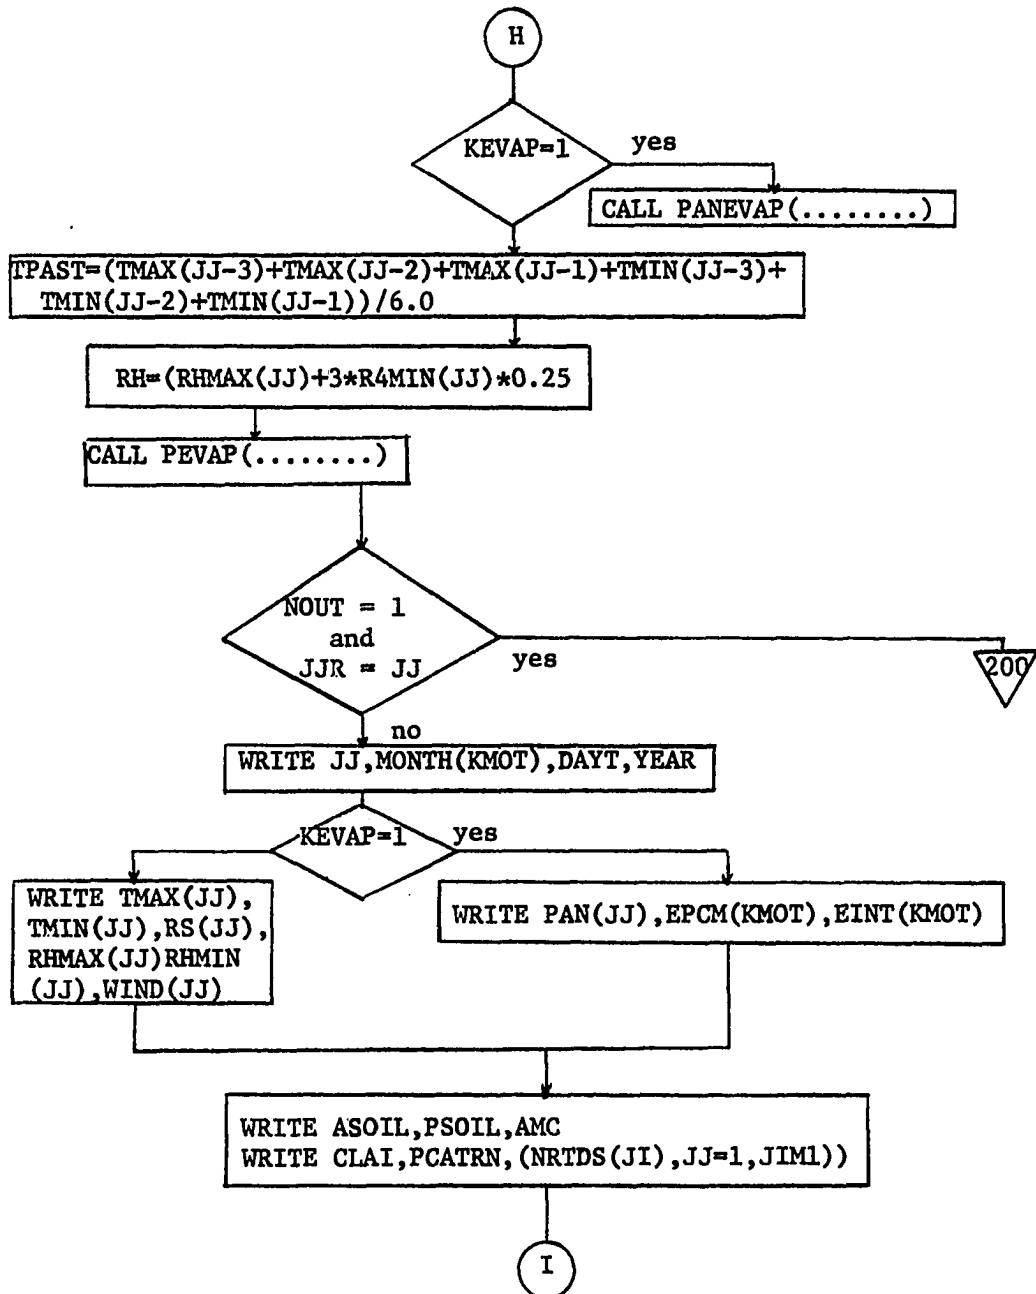 H
KEVAP=1
yes
CALL PANEVAP(........)
TPAST=(TMAX(JJ-3)+TMAX(JJ-2)+TMAX(JJ-1)+TMIN(JJ-3)+
TMIN(JJ-2)+TMIN(JJ-1))/6.0
RH=(RHMAX(JJ)+3*R4MIN(JJ)*0.25
CALL PEVAP(........)
NOUT = 1
and
JJR = JJ
yes
200
no
WRITE JJ,MONTH(KMOT),DAYT,YEAR
KEVAP=1
yes
WRITE TMAX(JJ),
TMIN(JJ),RS(JJ),
RHMAX(JJ)RHMIN
(JJ),WIND(JJ)
WRITE PAN(JJ),EPCM(KMOT),EINT(KMOT)
WRITE ASOIL,PSOIL,AMC
WRITE CLAI,PCATRN,(NRTDS(JI),JJ=1,JIM1))
I